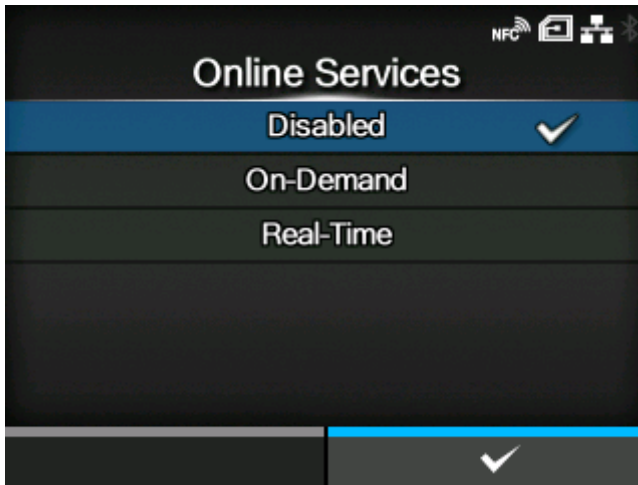 NFC
Online Services
Disabled
On-Demand
Real-Time